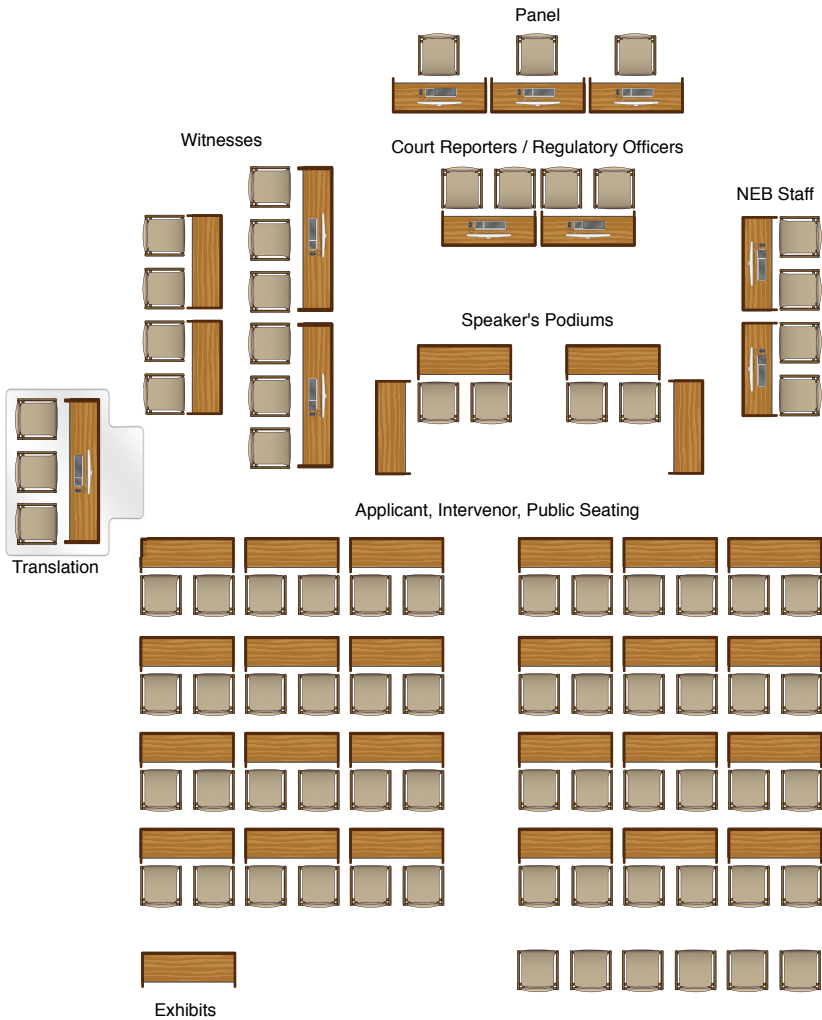 Panel
Witnesses
Court Reporters / Regulatory Officers
NEB Staff
Speaker's Podiums
Applicant, Intervenor, Public Seating
Translation
Exhibits